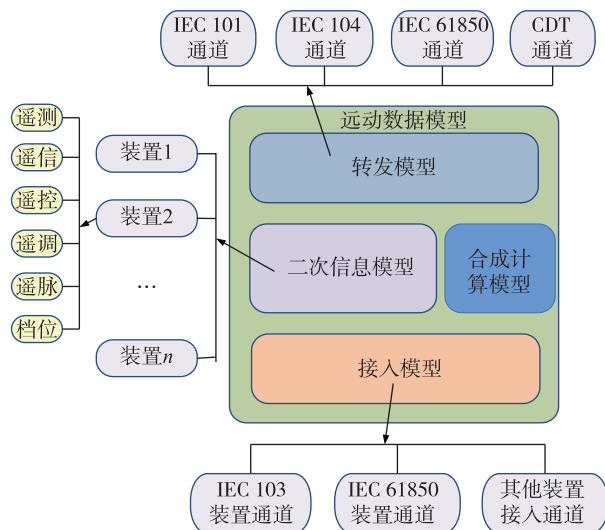 IEC 101
通道
IEC 104
通道
IEC 61850
通道
CDT
通道
远动数据模型
转发模型
二次信息模型
合成计
算模型
接入模型
装置1
装置2
…
装置n
遥测
遥信
遥控
遥调
遥脉
档位
IEC 103
装置通道
IEC 61850
装置通道
其他装置
接入通道